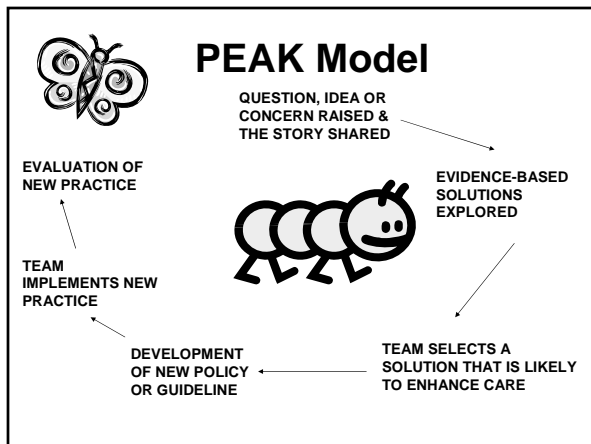 PEAK Model
QUESTION, IDEA OR
CONCERN RAISED &
THE STORY SHARED
EVIDENCE-BASED
SOLUTIONS
EXPLORED
TEAM SELECTS A
SOLUTION THAT IS LIKELY
TO ENHANCE CARE
DEVELOPMENT
OF NEW POLICY
OR GUIDELINE
TEAM
IMPLEMENTS NEW
PRACTICE
EVALUATION OF
NEW PRACTICE